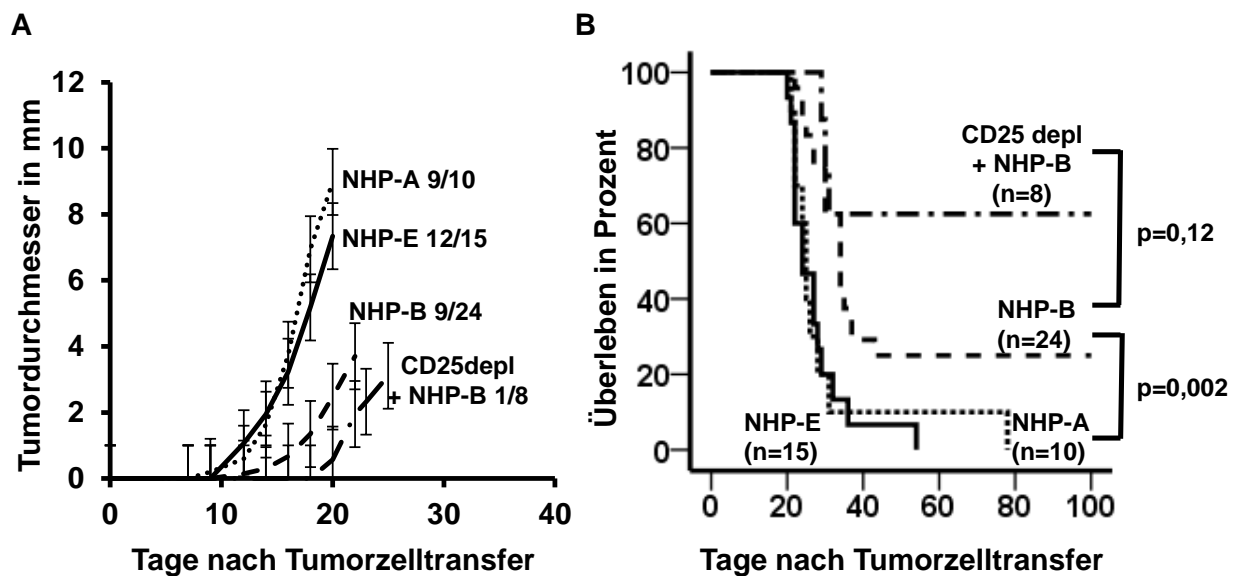 A
Tumordurchmesser in mm
12
10
8
6
4
2
0
NHP-A 9/10
NHP-E 12/15
NHP-B 9/24
CD25depl
+ NHP-B 1/8
0 10 20 30 40
Tage nach Tumorzelltransfer
B
Überleben in Prozent
100
80
60
40
20
0
CD25 depl
+ NHP-B
(n=8)
p=0,12
NHP-B
(n=24)
p=0,002
NHP-E
(n=15)
NHP-A
(n=10)
0 20 40 60 80 100
Tage nach Tumorzelltransfer